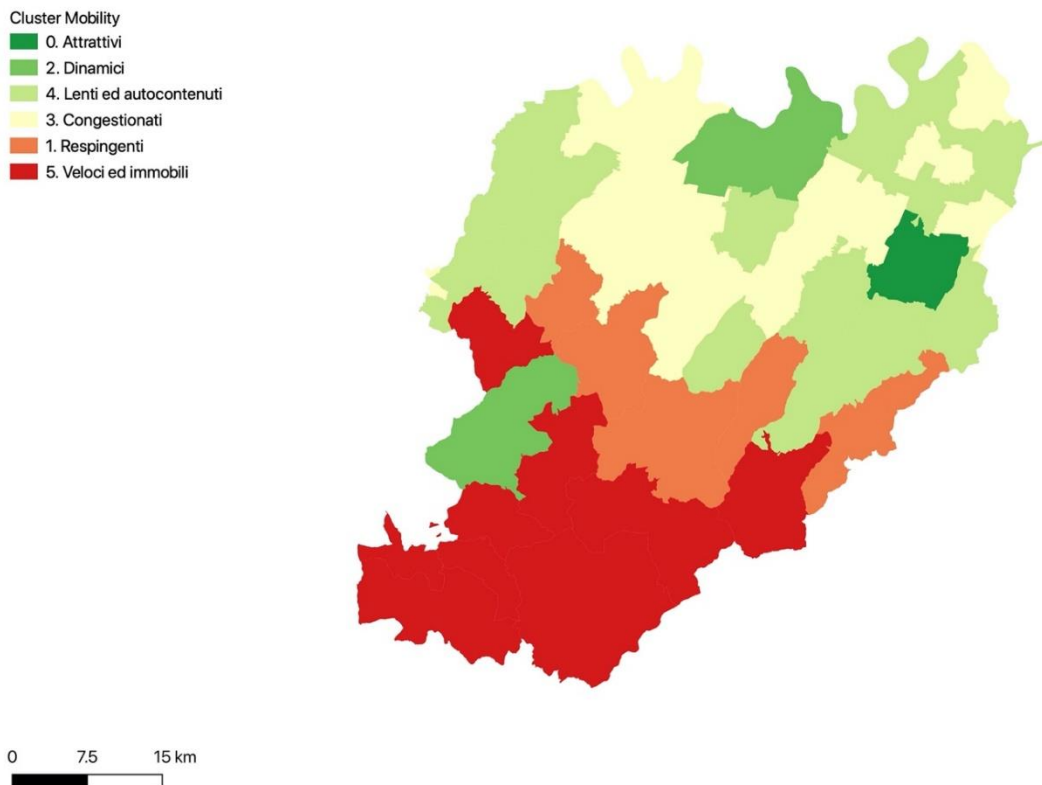 Cluster Mobility
0. Attrattivi
2. Dinamici
4. Lenti ed autocontenuti
3. Congestionati
1. Respingenti
5. Veloci ed immobili
0 7.5 15 km